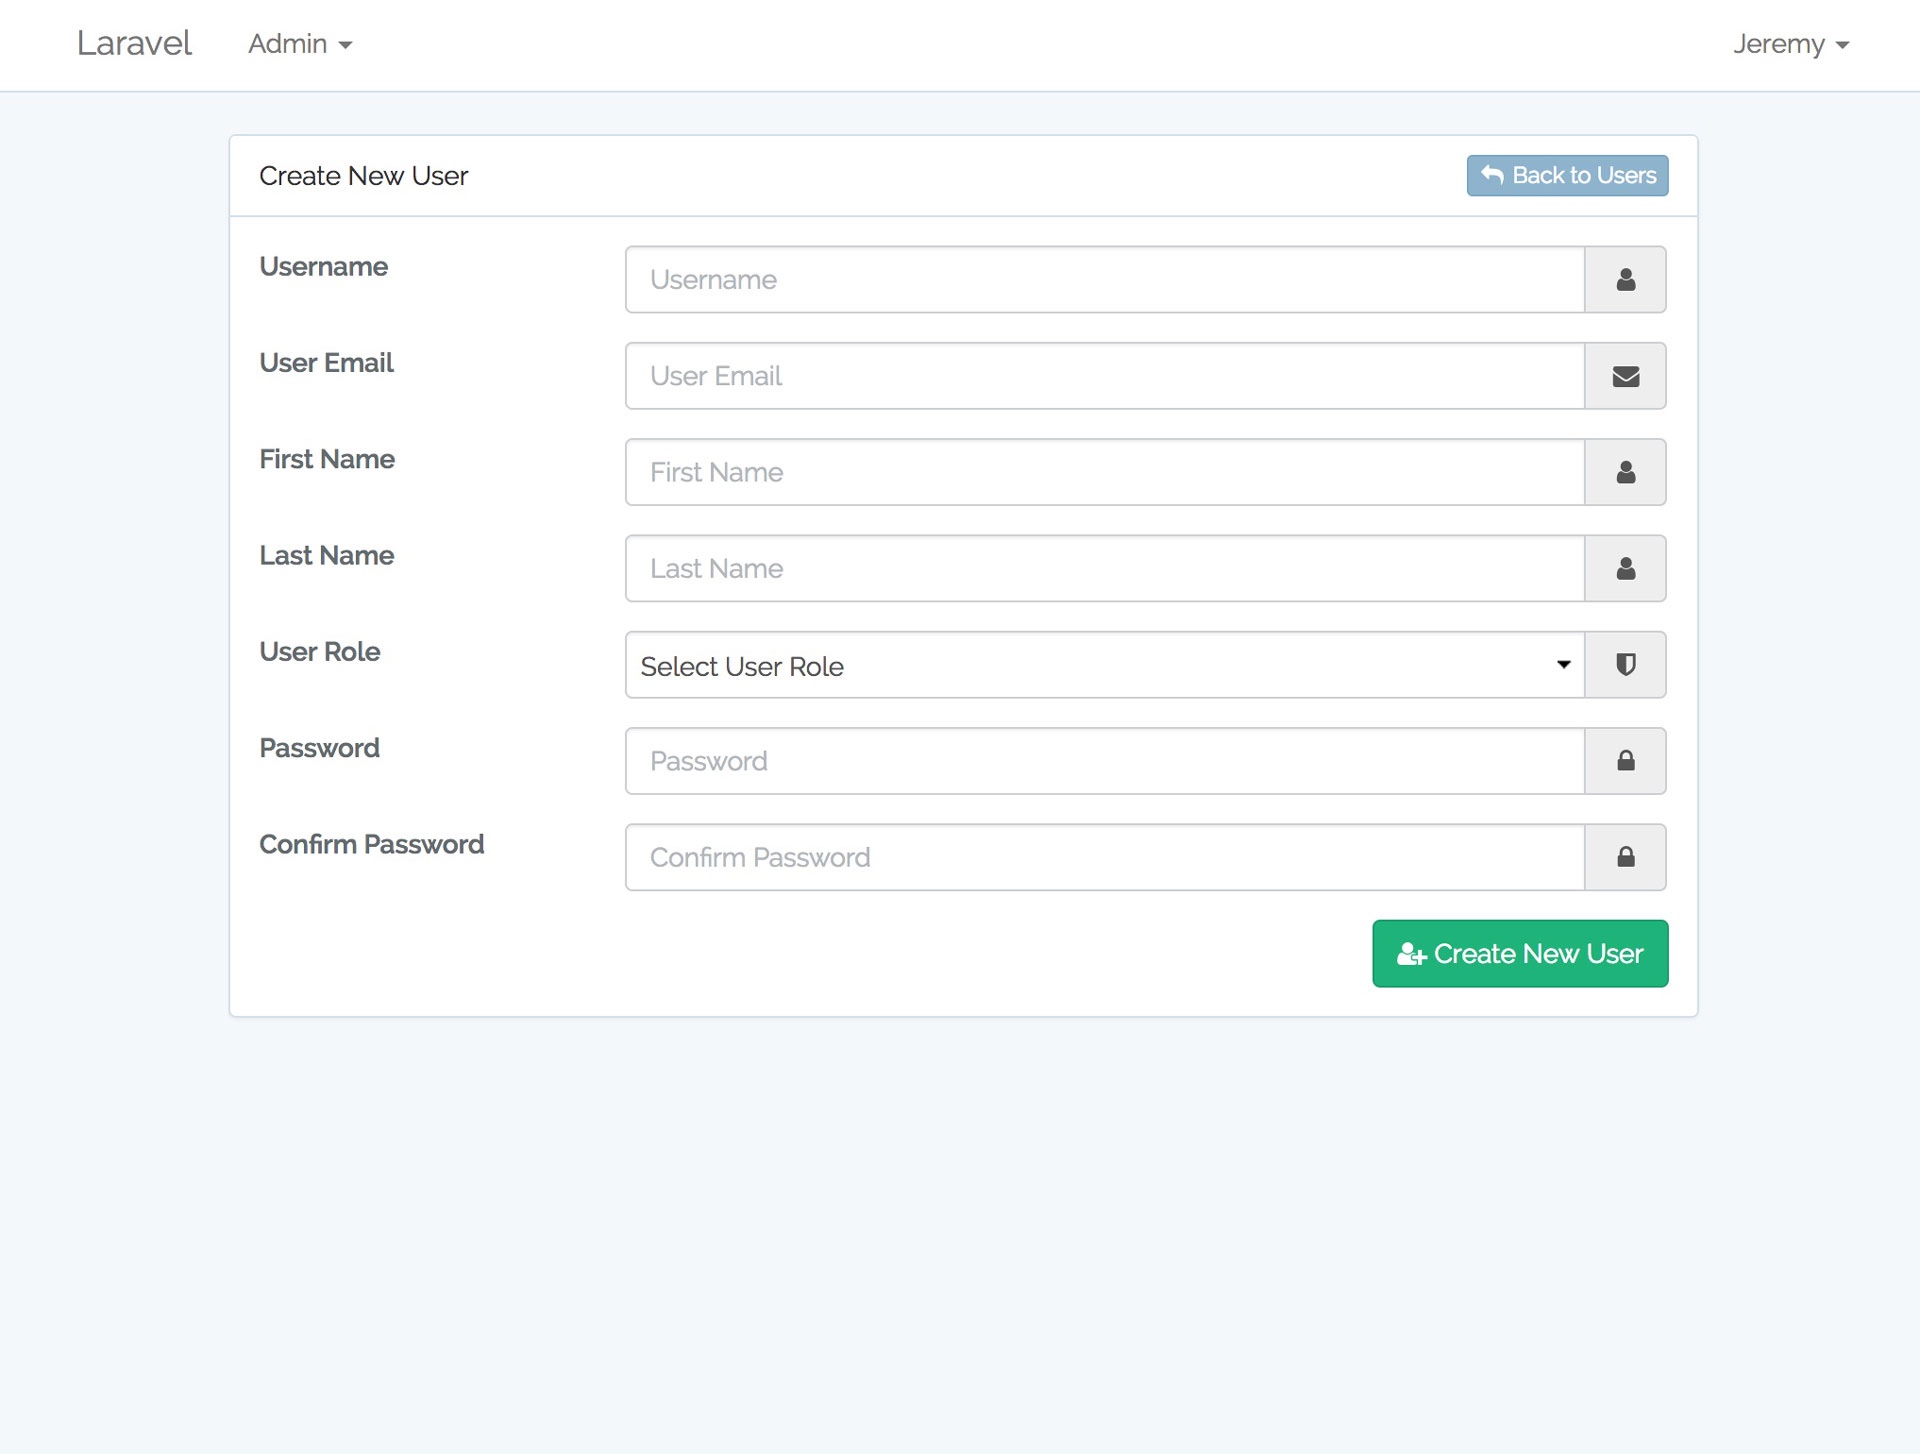 Laravel Admin Jeremy
Create New User Back to Users
Username Username
User Email User Email
First Name First Name
Last Name Last Name
User Role Select User Role
Password Password
Confirm Password Confirm Password
Create New User